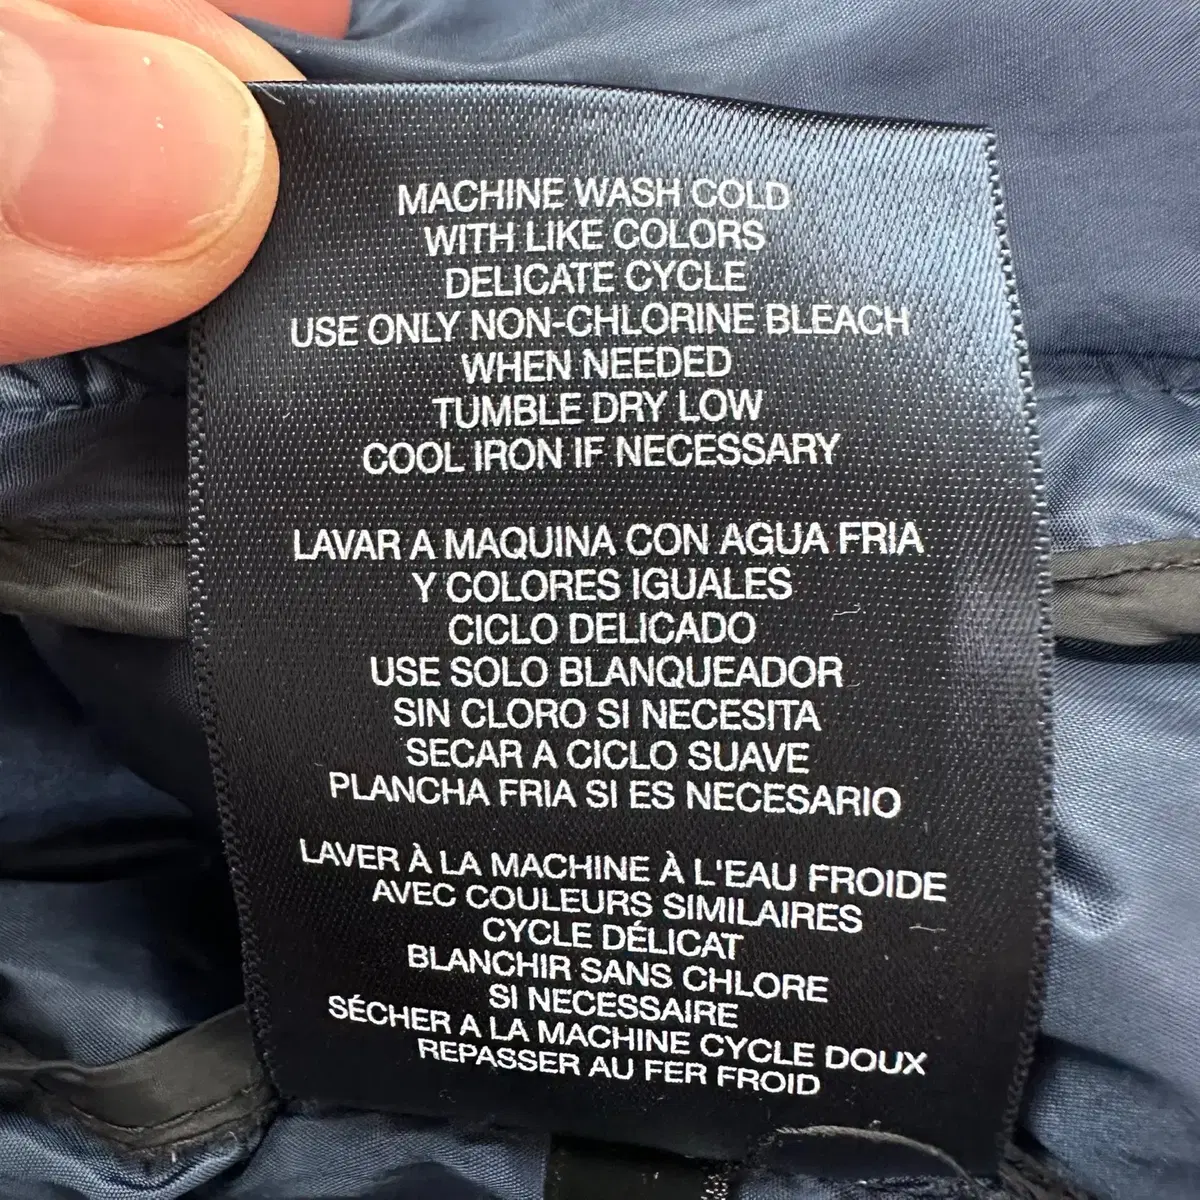 MACHINE WASH COLD
WITH LIKE COLORS
DELICATE CYCLE
USE ONLY NON-CHLORINE BLEACH
WHEN NEEDED
TUMBLE DRY LOW
COOL IRON IF NECESSARY
LAVAR A MAQUINA CON AGUA FRIA
Y COLORES IGUALES
CICLO DELICADO
USE SOLO BLANQUEADOR
SIN CLORO SI NECESITA
SECAR A CICLO SUAVE
PLANCHA FRIA SI ES NECESARIO
LAVER À LA MACHINE À L'EAU FROIDE
AVEC COULEURS SIMILAIRES
CYCLE DÉLICAT
BLANCHIR SANS CHLORE
SI NECESSAIRE
SÉCHER A LA MACHINE CYCLE DOUX
REPASSER AU FER FROID